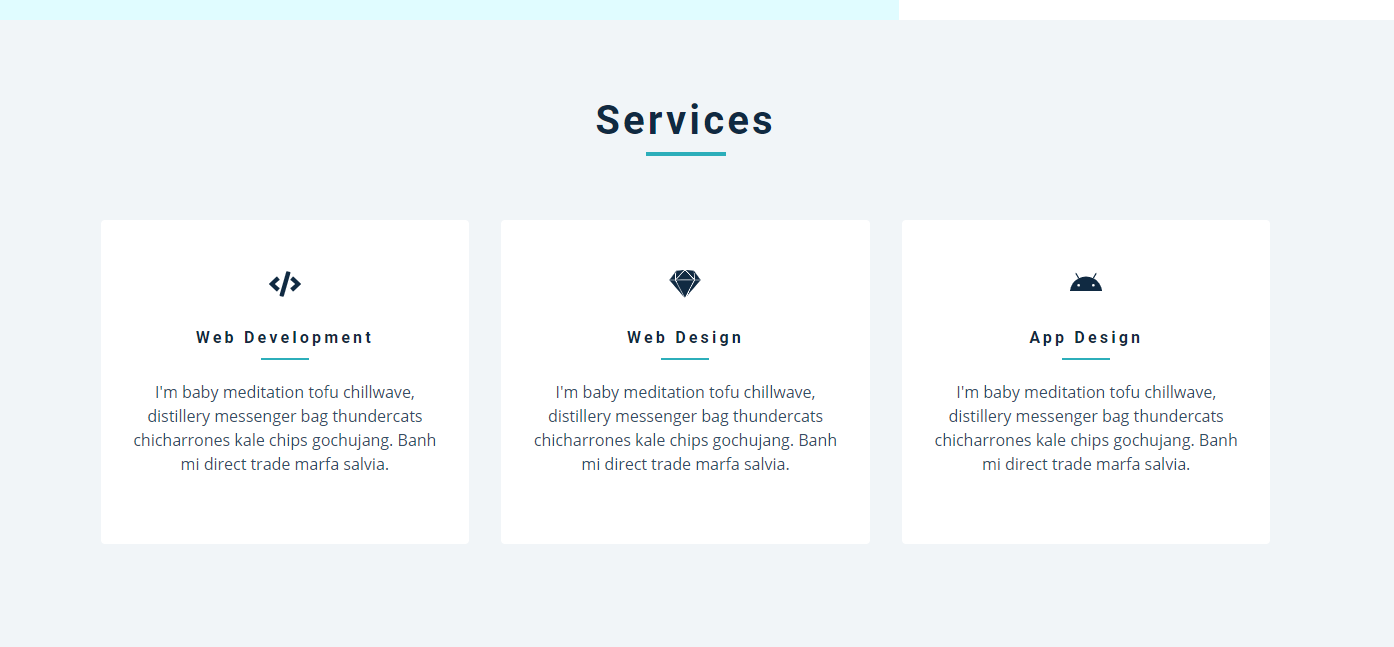 Services
Web Development
I'm baby meditation tofu chillwave,
distillery messenger bag thundercats
chicharrones kale chips gochujang. Banh
mi direct trade marfa salvia.
Web Design
I'm baby meditation tofu chillwave,
distillery messenger bag thundercats
chicharrones kale chips gochujang. Banh
mi direct trade marfa salvia.
App Design
I'm baby meditation tofu chillwave,
distillery messenger bag thundercats
chicharrones kale chips gochujang. Banh
mi direct trade marfa salvia.